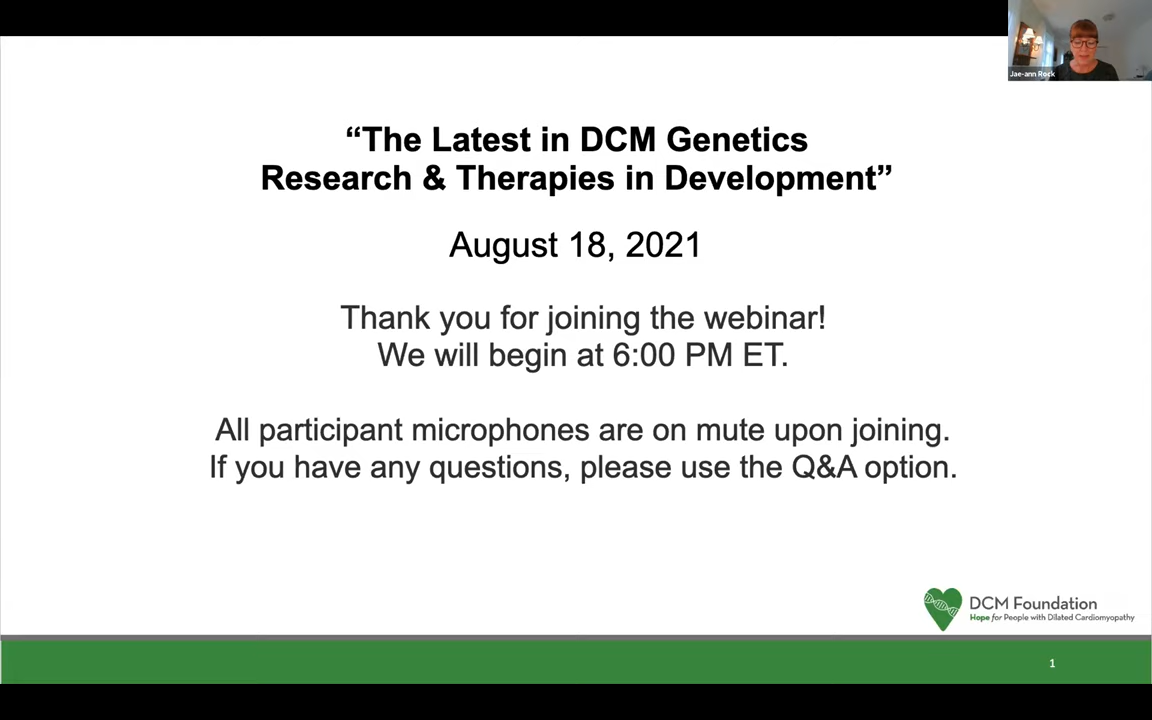 Jae-ann Rock
“The Latest in DCM Genetics
Research & Therapies in Development”
August 18, 2021
Thank you for joining the webinar!
We will begin at 6:00 PM ET.
All participant microphones are on mute upon joining.
If you have any questions, please use the Q&A option.
DCM Foundation
Hope for People with Dilated Cardiomyopathy
1